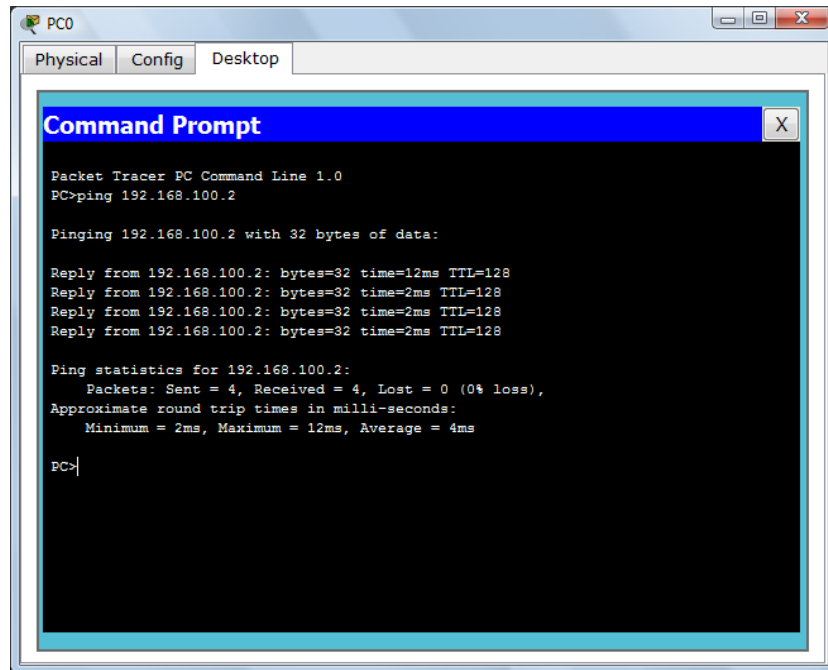 PC0
Physical Config Desktop
Command Prompt X
Packet Tracer PC Command Line 1.0
PC>ping 192.168.100.2
Pinging 192.168.100.2 with 32 bytes of data:
Reply from 192.168.100.2: bytes=32 time=12ms TTL=128
Reply from 192.168.100.2: bytes=32 time=2ms TTL=128
Reply from 192.168.100.2: bytes=32 time=2ms TTL=128
Reply from 192.168.100.2: bytes=32 time=2ms TTL=128
Ping statistics for 192.168.100.2:
Packets: Sent = 4, Received = 4, Lost = 0 (0% loss),
Approximate round trip times in milli-seconds:
Minimum = 2ms, Maximum = 12ms, Average = 4ms
PC>